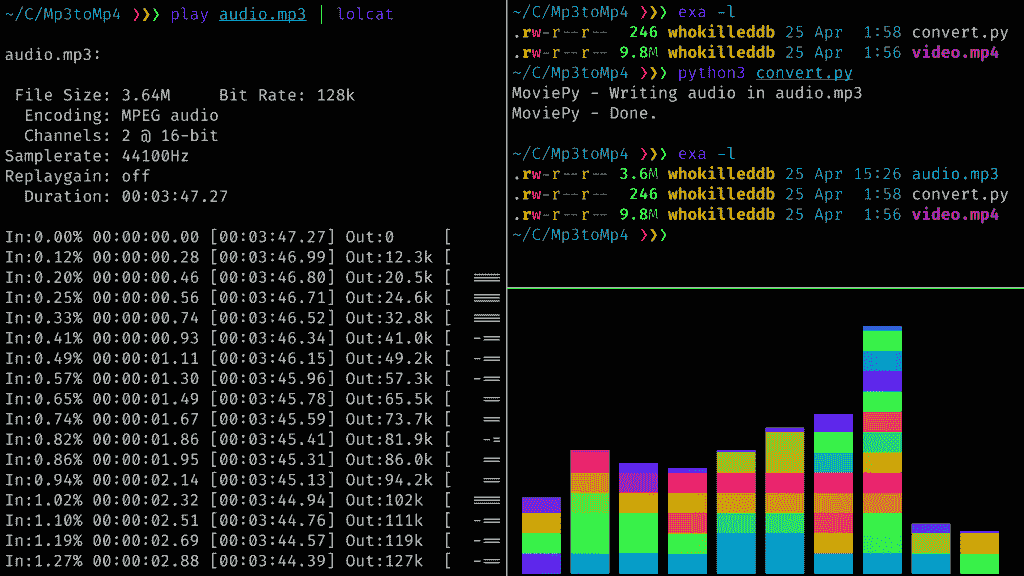 ~/C/Mp3toMp4 ❯❯❯ play audio.mp3 | lolcat
audio.mp3:
File Size: 3.64M     Bit Rate: 128k
Encoding: MPEG audio
Channels: 2 @ 16-bit
Samplerate: 44100Hz
Replaygain: off
Duration: 00:03:47.27
In:0.00% 00:00:00.00 [00:03:47.27] Out:0     [
In:0.12% 00:00:00.28 [00:03:46.99] Out:12.3k [
In:0.20% 00:00:00.46 [00:03:46.80] Out:20.5k [  ====
In:0.25% 00:00:00.56 [00:03:46.71] Out:24.6k [  ====
In:0.33% 00:00:00.74 [00:03:46.52] Out:32.8k [  ====
In:0.41% 00:00:00.93 [00:03:46.34] Out:41.0k [  -==
In:0.49% 00:00:01.11 [00:03:46.15] Out:49.2k [  -==
In:0.57% 00:00:01.30 [00:03:45.96] Out:57.3k [  -==
In:0.65% 00:00:01.49 [00:03:45.78] Out:65.5k [   ==
In:0.74% 00:00:01.67 [00:03:45.59] Out:73.7k [   ==
In:0.82% 00:00:01.86 [00:03:45.41] Out:81.9k [   -=
In:0.86% 00:00:01.95 [00:03:45.31] Out:86.0k [   ==
In:0.94% 00:00:02.14 [00:03:45.13] Out:94.2k [   ==
In:1.02% 00:00:02.32 [00:03:44.94] Out:102k  [  ====
In:1.10% 00:00:02.51 [00:03:44.76] Out:111k  [  -==
In:1.19% 00:00:02.69 [00:03:44.57] Out:119k  [  -==
In:1.27% 00:00:02.88 [00:03:44.39] Out:127k  [  -==
~/C/Mp3toMp4 ❯❯❯ exa -l
.rw-r--r--  246 whokilleddb 25 Apr  1:58 convert.py
.rw-r--r-- 9.8M whokilleddb 25 Apr  1:56 video.mp4
~/C/Mp3toMp4 ❯❯❯ python3 convert.py
MoviePy - Writing audio in audio.mp3
MoviePy - Done.
~/C/Mp3toMp4 ❯❯❯ exa -l
.rw-r--r-- 3.6M whokilleddb 25 Apr 15:26 audio.mp3
.rw-r--r--  246 whokilleddb 25 Apr  1:58 convert.py
.rw-r--r-- 9.8M whokilleddb 25 Apr  1:56 video.mp4
~/C/Mp3toMp4 ❯❯❯